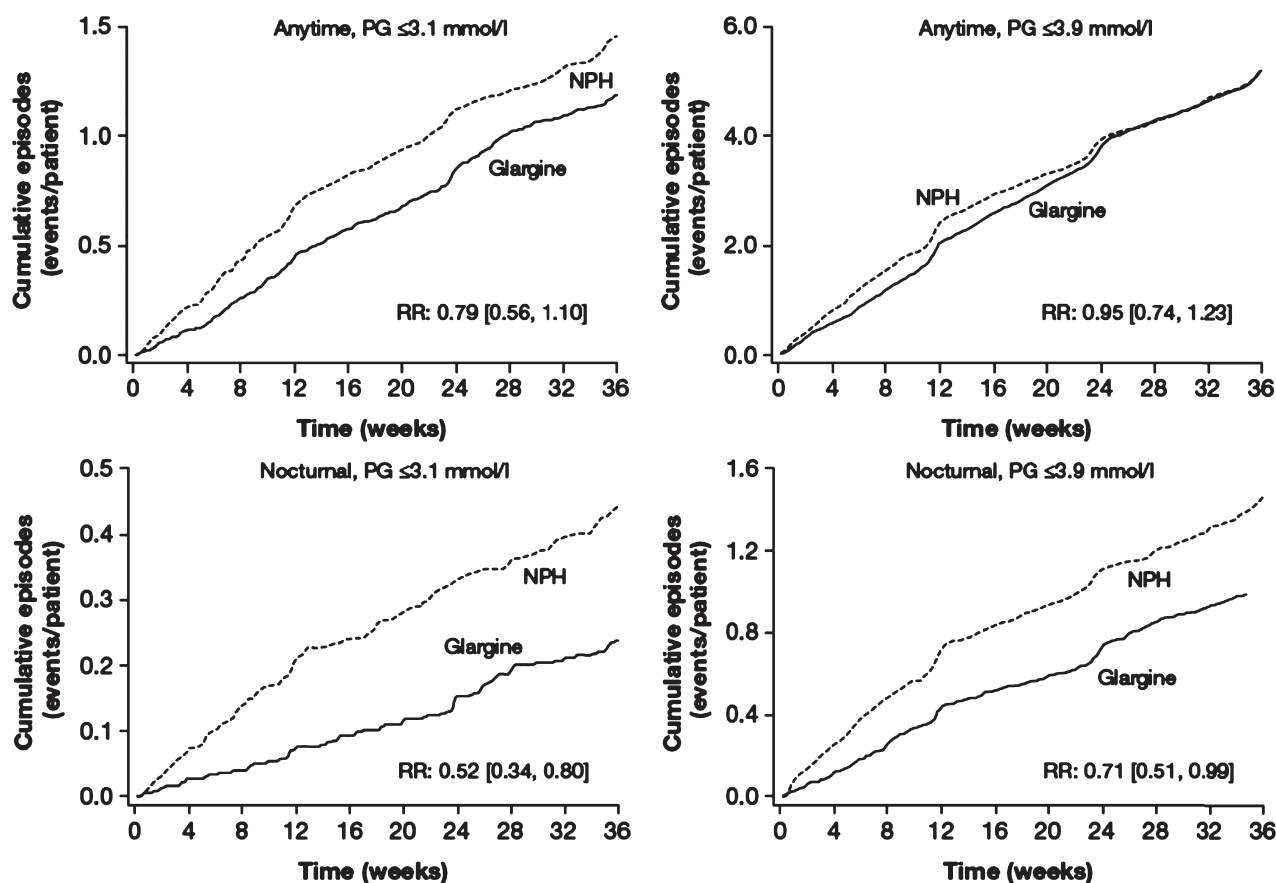 Anytime, PG ≤3.1 mmol/l
Cumulative episodes
(events/patient)
1.5
1.0
0.5
0.0
NPH
Glargine
RR: 0.79 [0.56, 1.10]
0 4 8 12 16 20 24 28 32 36
Time (weeks)
Anytime, PG ≤3.9 mmol/l
Cumulative episodes
(events/patient)
6.0
4.0
2.0
0.0
NPH
Glargine
RR: 0.95 [0.74, 1.23]
0 4 8 12 16 20 24 28 32 36
Time (weeks)
Nocturnal, PG ≤3.1 mmol/l
Cumulative episodes
(events/patient)
0.5
0.4
0.3
0.2
0.1
0.0
NPH
Glargine
RR: 0.52 [0.34, 0.80]
0 4 8 12 16 20 24 28 32 36
Time (weeks)
Nocturnal, PG ≤3.9 mmol/l
Cumulative episodes
(events/patient)
1.6
1.2
0.8
0.4
0.0
NPH
Glargine
RR: 0.71 [0.51, 0.99]
0 4 8 12 16 20 24 28 32 36
Time (weeks)